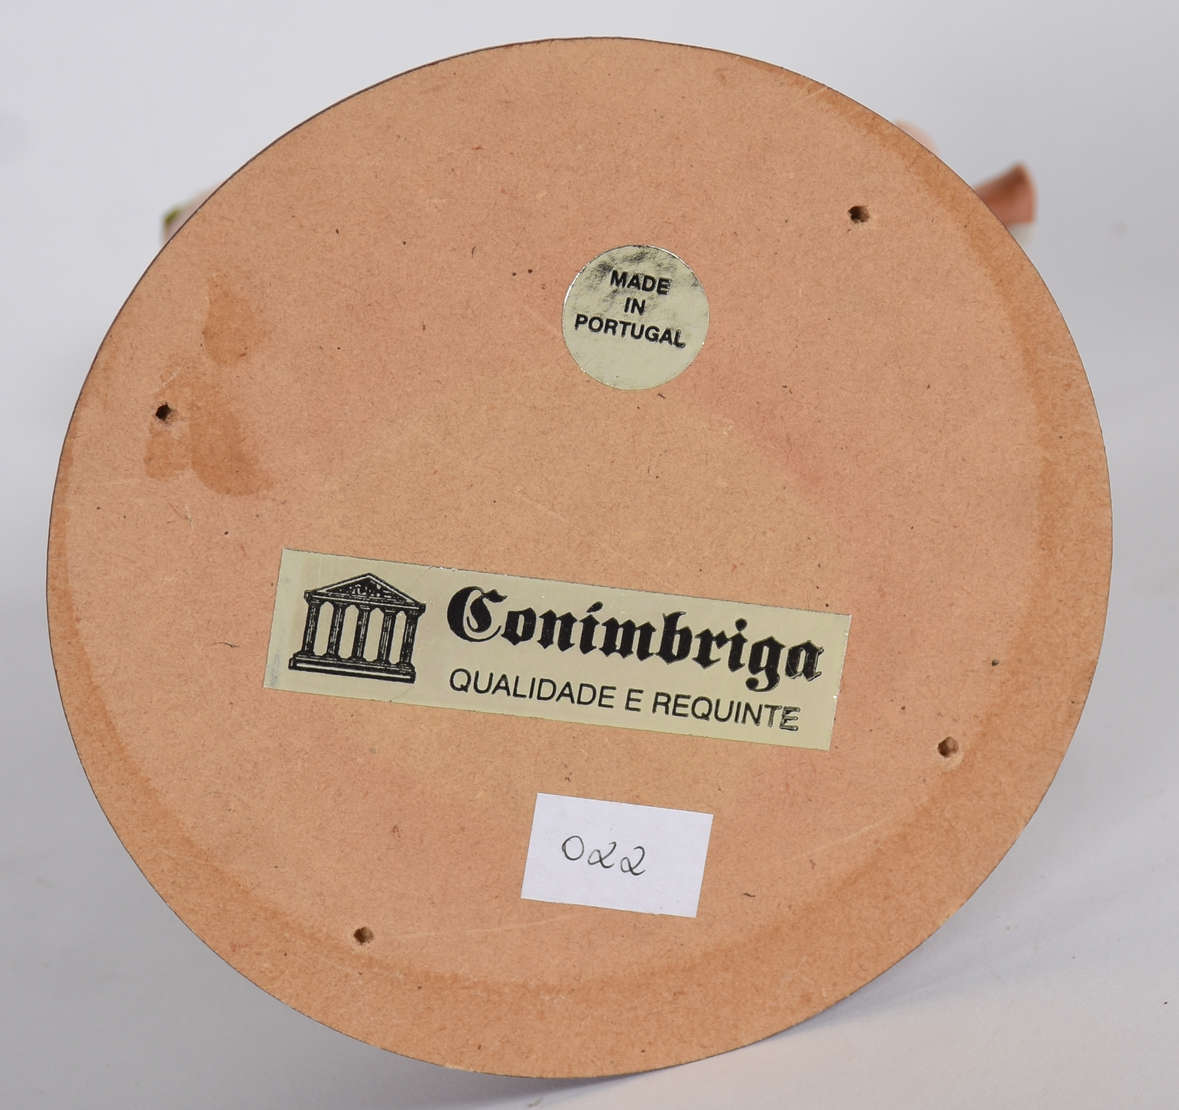 MADE
IN
PORTUGAL
Conimbriga
QUALIDADE E REQUINTE
022